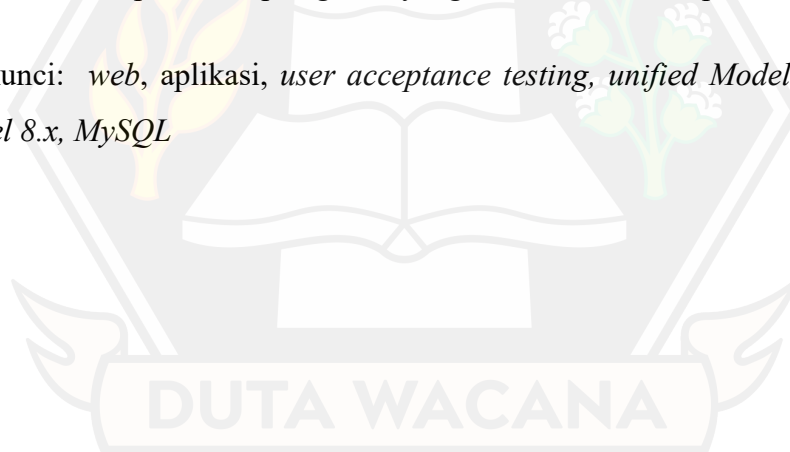 unci: web, aplikasi, user acceptance testing, unified Model
el 8.x, MySQL
DUTA WACANA